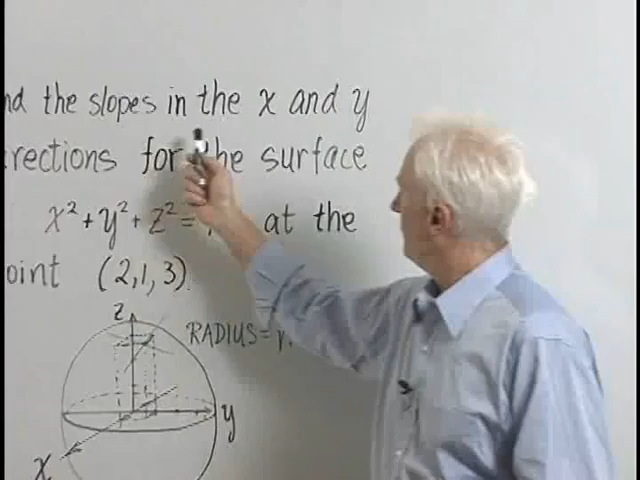 nd the slopes in the x and y
rections for the surface
x² + y² + z² = at the
oint (2,1,3).
z
RADIUS =
y
x